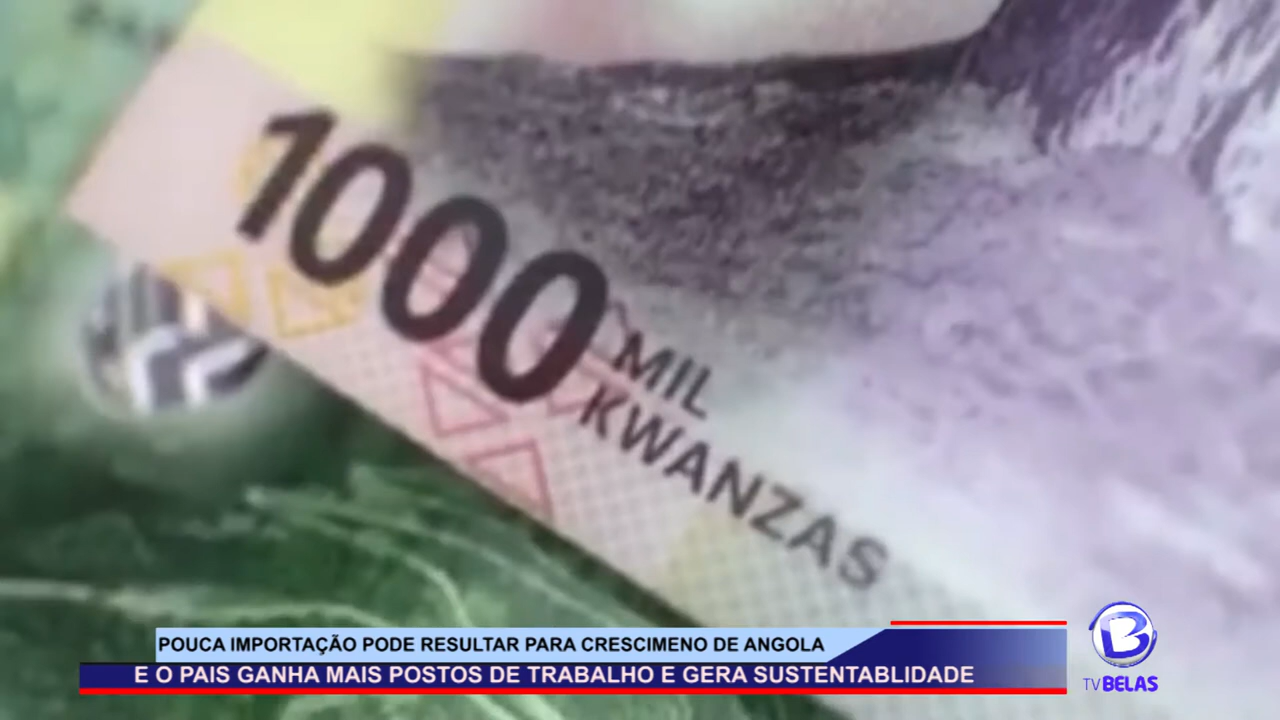 1000
MIL
KWANZAS
POUCA IMPORTAÇÃO PODE RESULTAR PARA CRESCIMENO DE ANGOLA
E O PAIS GANHA MAIS POSTOS DE TRABALHO E GERA SUSTENTABLIDADE
B
TV BELAS